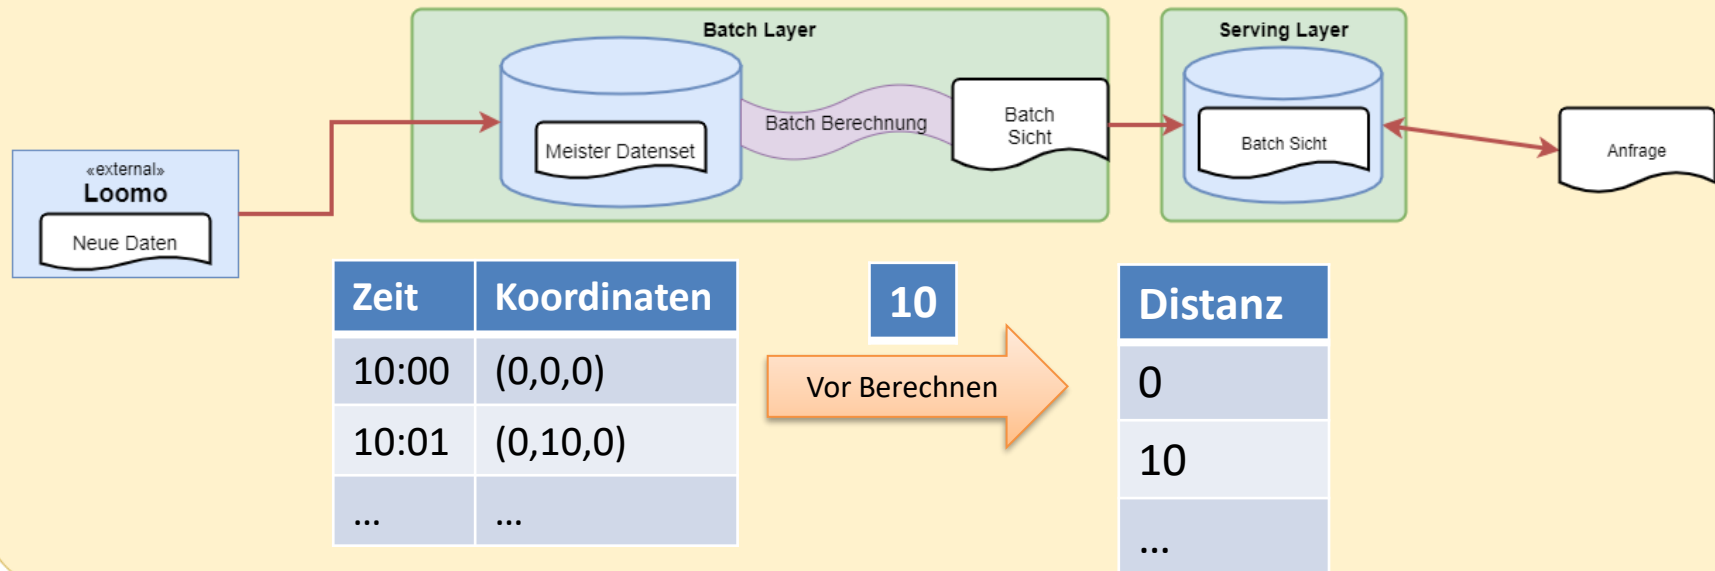 Batch Layer
Serving Layer
«external»
Loomo
Neue Daten
Meister Datenset
Batch Berechnung
Batch
Sicht
Batch Sicht
Anfrage
Zeit Koordinaten
10:00 (0,0,0)
10:01 (0,10,0)
... ...
10
Vor Berechnen
Distanz
0
10
...